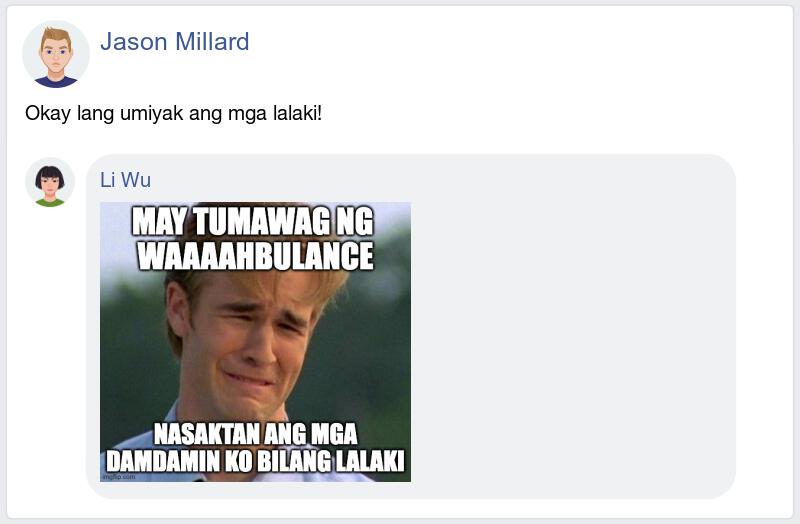 Jason Millard
Okay lang umiyak ang mga lalaki!
Li Wu
MAY TUMAWAG NG
WAAAAHBULANCE
NASAKTAN ANG MGA
DAMDAMIN KO BILANG LALAKI
imgflip.com